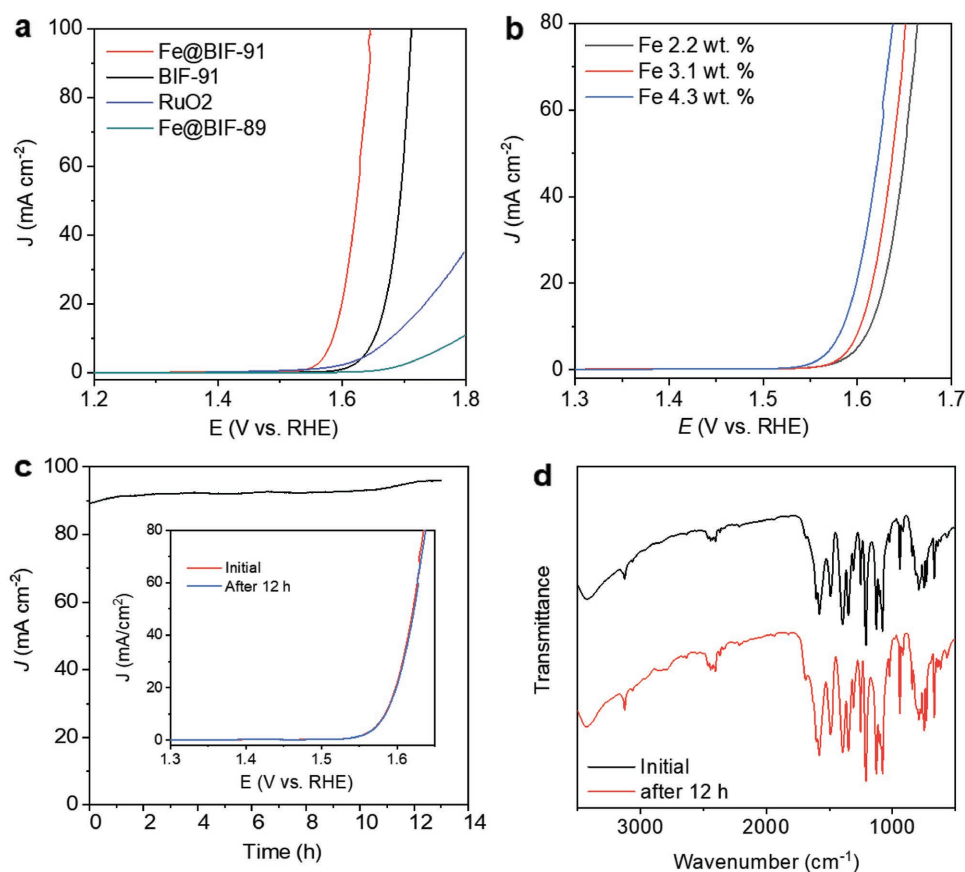 a
100
80
60
40
20
0
J (mA cm-2)
Fe@BIF-91
BIF-91
RuO2
Fe@BIF-89
1.2
1.4
1.6
1.8
E (V vs. RHE)
b
80
60
40
20
0
J (mA cm-2)
Fe 2.2 wt. %
Fe 3.1 wt. %
Fe 4.3 wt. %
1.3
1.4
1.5
1.6
1.7
E (V vs. RHE)
c
100
80
90
70
60
80
20
0
0
J (mA cm-2)
80
60
40
20
0
J (mA/cm2)
Initial
After 12 h
1.3
1.4
1.5
1.6
E (V vs. RHE)
0
2
4
6
8
10
12
14
Time (h)
d
Transmittance
Initial
after 12 h
3000
2000
1000
Wavenumber (cm-1)